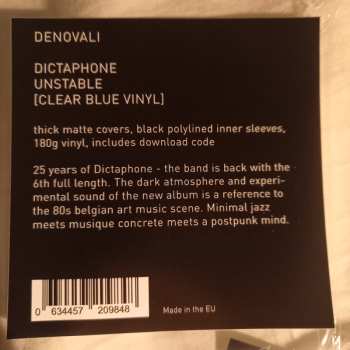 DENOVALI
DICTAPHONE
UNSTABLE
[CLEAR BLUE VINYL]
thick matte covers, black polylined inner sleeves,
180g vinyl, includes download code
25 years of Dictaphone - the band is back with the
6th full length. The dark atmosphere and experi-
mental sound of the new album is a reference to
the 80s belgian art music scene. Minimal jazz
meets musique concrete meets a postpunk mind.
0 634457 209848
Made in the EU